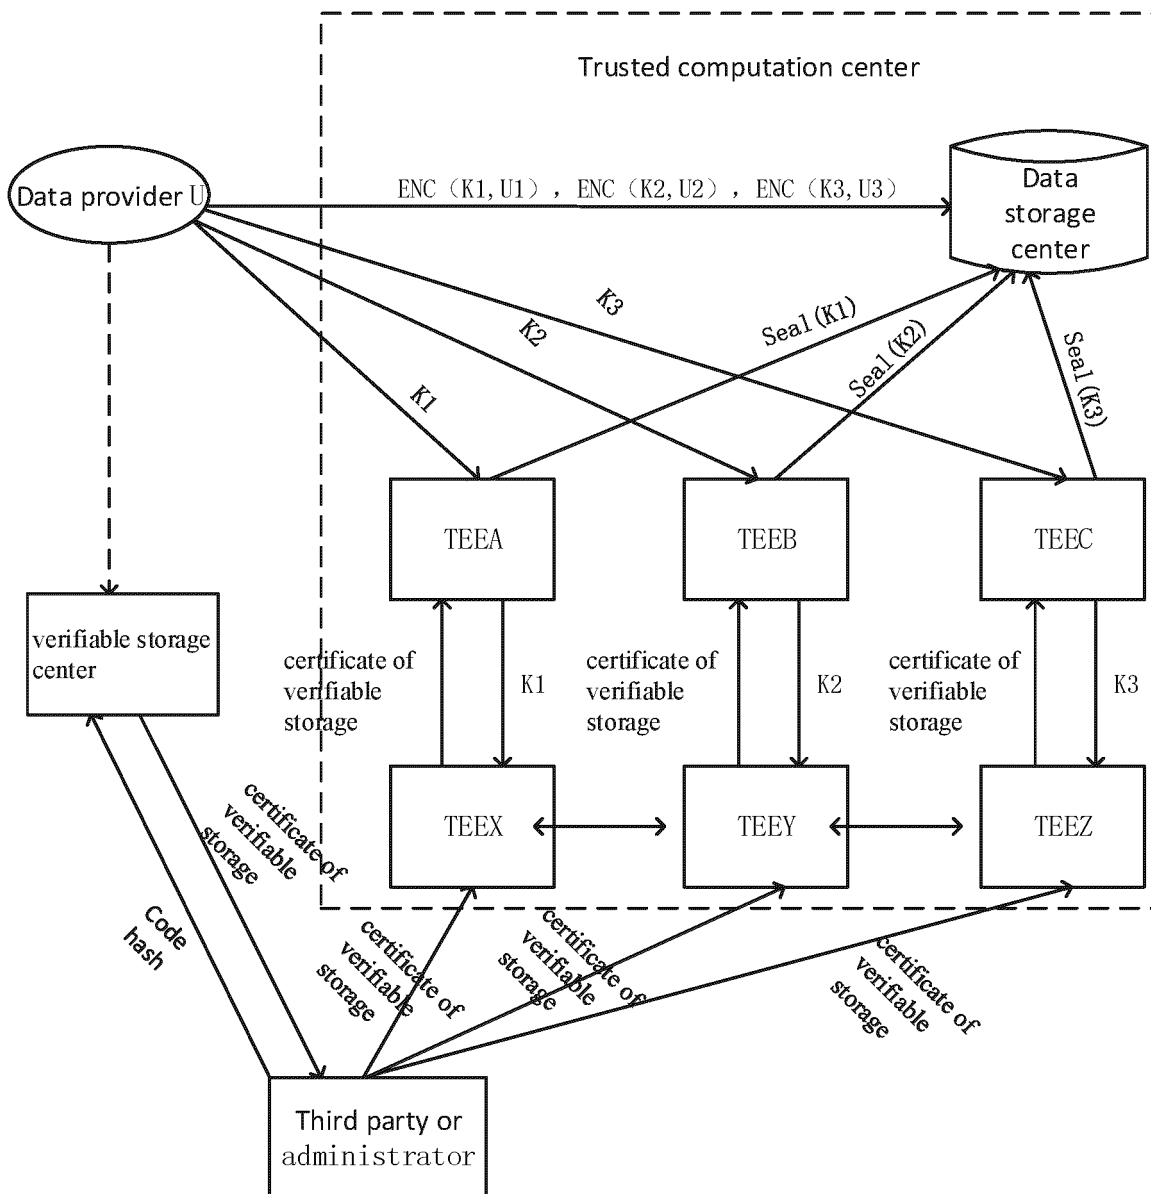 Trusted computation center
Data provider U
ENC（K1,U1），ENC（K2,U2），ENC（K3,U3）
Data
storage
center
K3
K2
K1
Seal(K1)
Seal(K2)
Seal(K3)
TEEA
TEEB
TEEC
verifiable storage
center
certificate of
verifiable
storage
K1
certificate of
verifiable
storage
K2
certificate of
verifiable
storage
K3
TEEX
TEEY
TEEZ
certificate of
verifiable
storage
Code
hash
certificate of
verifiable
storage
certificate of
verifiable
storage
certificate of
verifiable
storage
Third party or
administrator